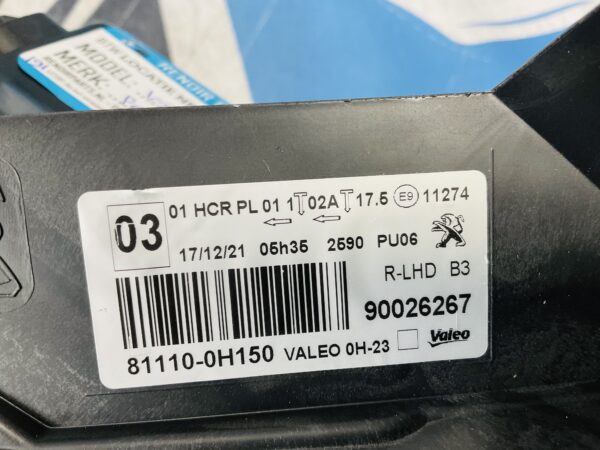 RENOIR
MODEL:
MERK:
03
01 HCR PL 01 1 02A 17.5 E9 11274
17/12/21 05h35 2590 PU06
R-LHD B3
90026267
81110-0H150 VALEO 0H-23 Valeo